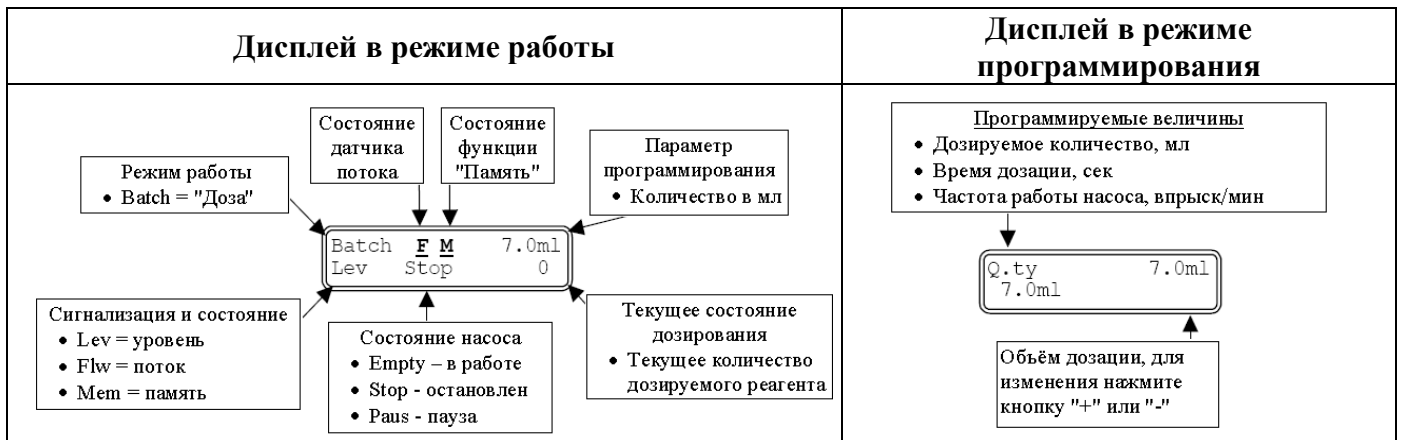 Дисплей в режиме работы
Дисплей в режиме
программирования
Состояние
датчика
потока
Состояние
функции
"Память"
Параметр
программирования
• Количество в мл
Режим работы
• Batch = "Доза"
Batch F M 7.0ml
Lev Stop 0
Сигнализация и состояние
• Lev = уровень
• Flw = поток
• Mem = память
Состояние насоса
• Empty – в работе
• Stop - остановлен
• Paus - пауза
Текущее состояние
дозирования
• Текущее количество
дозируемого реагента
Программируемые величины
• Дозируемое количество, мл
• Время дозации, сек
• Частота работы насоса, впрыск/мин
Q.ty 7.0ml
7.0ml
Обьём дозации, для
изменения нажмите
кнопку "+" или "-"